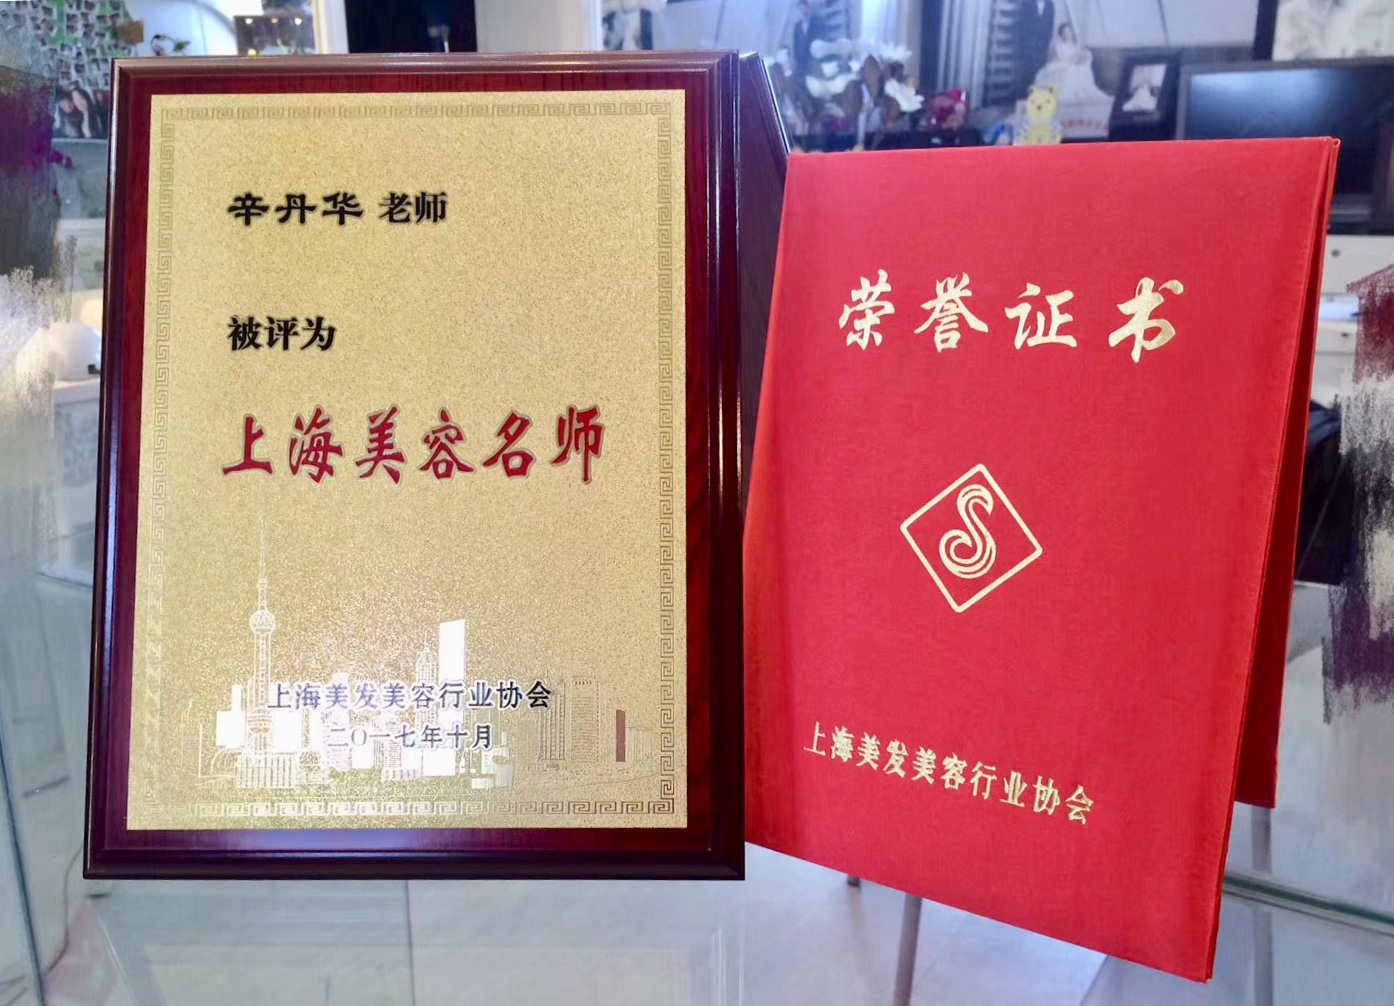 辛丹华 老师
被评为
上海美容名师
上海美发美容行业协会
二〇一七年十月
荣誉证书
上海美发美容行业协会